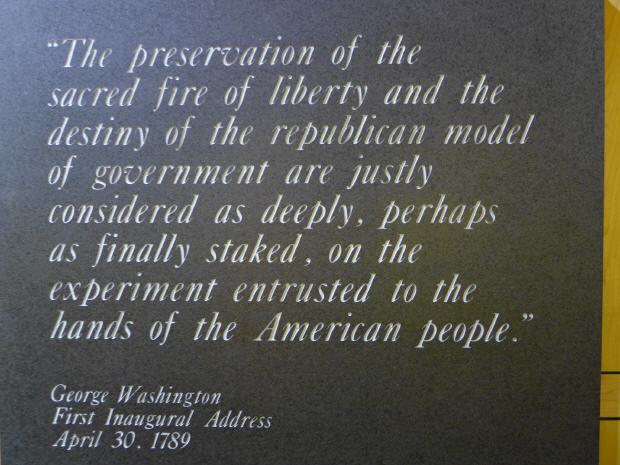 “The preservation of the
sacred fire of liberty and the
destiny of the republican model
of government are justly
considered as deeply, perhaps
as finally staked, on the
experiment entrusted to the
hands of the American people.”
George Washington
First Inaugural Address
April 30. 1789